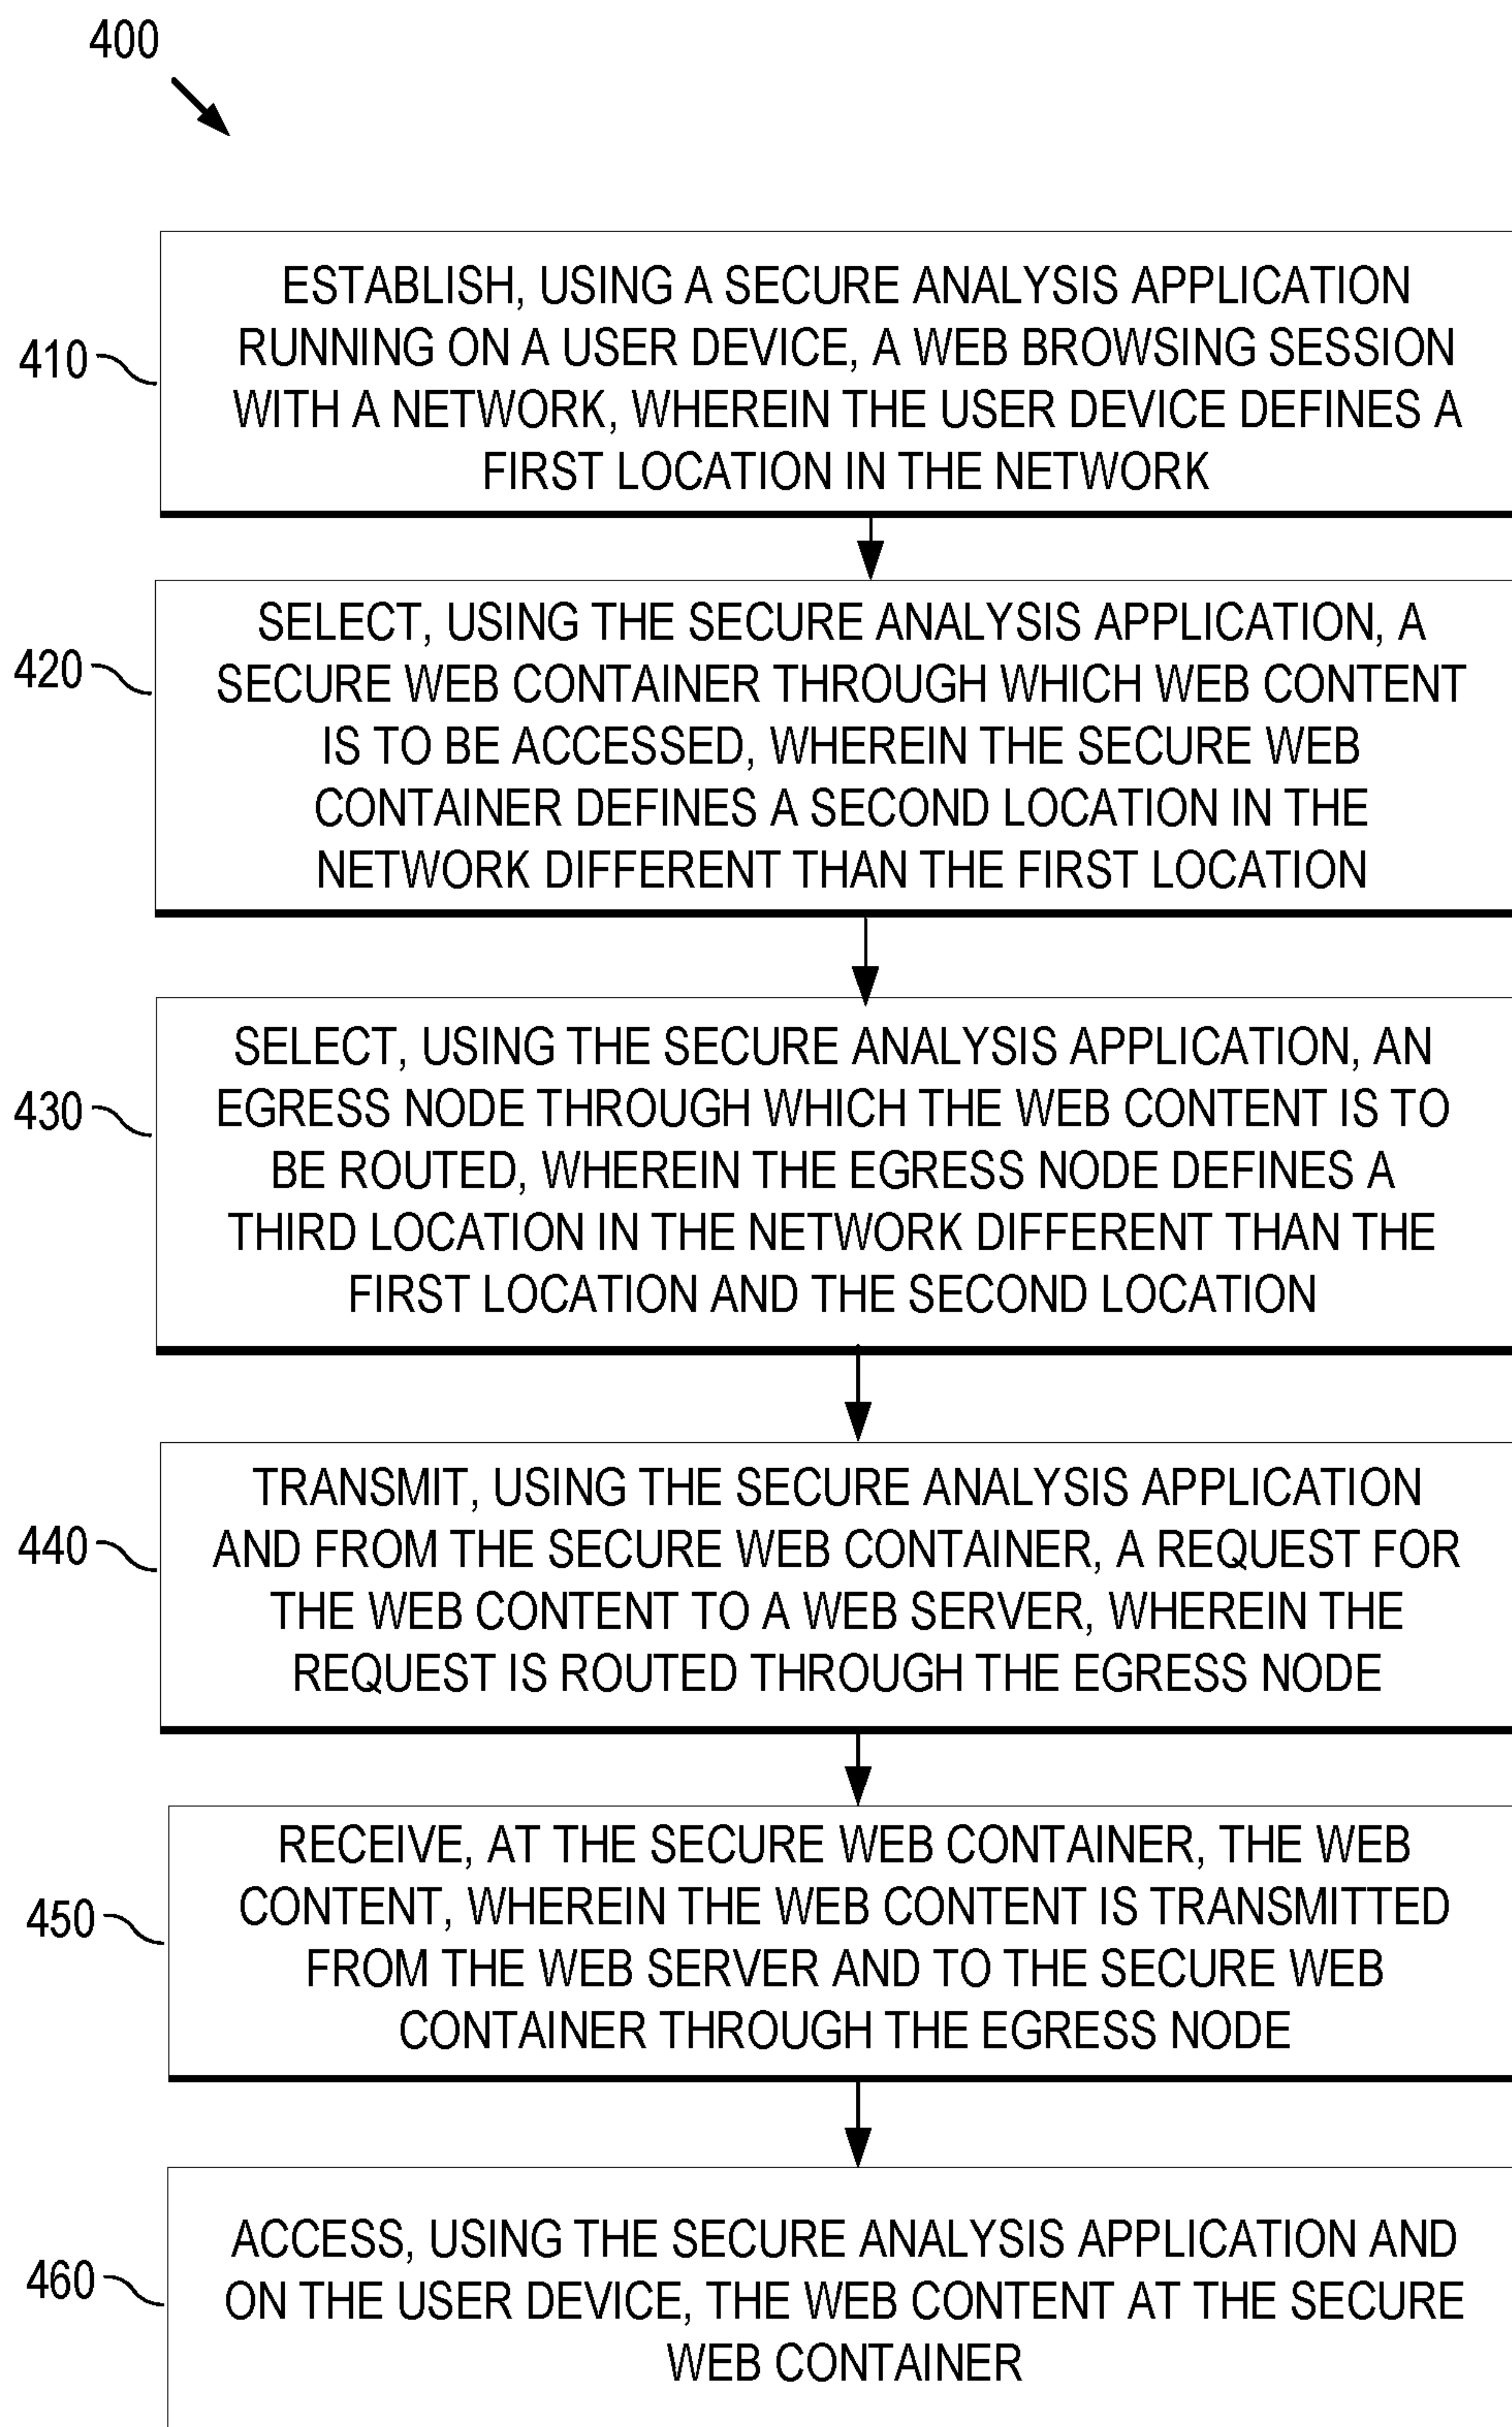 400
410
ESTABLISH, USING A SECURE ANALYSIS APPLICATION
RUNNING ON A USER DEVICE, A WEB BROWSING SESSION
WITH A NETWORK, WHEREIN THE USER DEVICE DEFINES A
FIRST LOCATION IN THE NETWORK
420
SELECT, USING THE SECURE ANALYSIS APPLICATION, A
SECURE WEB CONTAINER THROUGH WHICH WEB CONTENT
IS TO BE ACCESSED, WHEREIN THE SECURE WEB
CONTAINER DEFINES A SECOND LOCATION IN THE
NETWORK DIFFERENT THAN THE FIRST LOCATION
430
SELECT, USING THE SECURE ANALYSIS APPLICATION, AN
EGRESS NODE THROUGH WHICH THE WEB CONTENT IS TO
BE ROUTED, WHEREIN THE EGRESS NODE DEFINES A
THIRD LOCATION IN THE NETWORK DIFFERENT THAN THE
FIRST LOCATION AND THE SECOND LOCATION
440
TRANSMIT, USING THE SECURE ANALYSIS APPLICATION
AND FROM THE SECURE WEB CONTAINER, A REQUEST FOR
THE WEB CONTENT TO A WEB SERVER, WHEREIN THE
REQUEST IS ROUTED THROUGH THE EGRESS NODE
450
RECEIVE, AT THE SECURE WEB CONTAINER, THE WEB
CONTENT, WHEREIN THE WEB CONTENT IS TRANSMITTED
FROM THE WEB SERVER AND TO THE SECURE WEB
CONTAINER THROUGH THE EGRESS NODE
460
ACCESS, USING THE SECURE ANALYSIS APPLICATION AND
ON THE USER DEVICE, THE WEB CONTENT AT THE SECURE
WEB CONTAINER